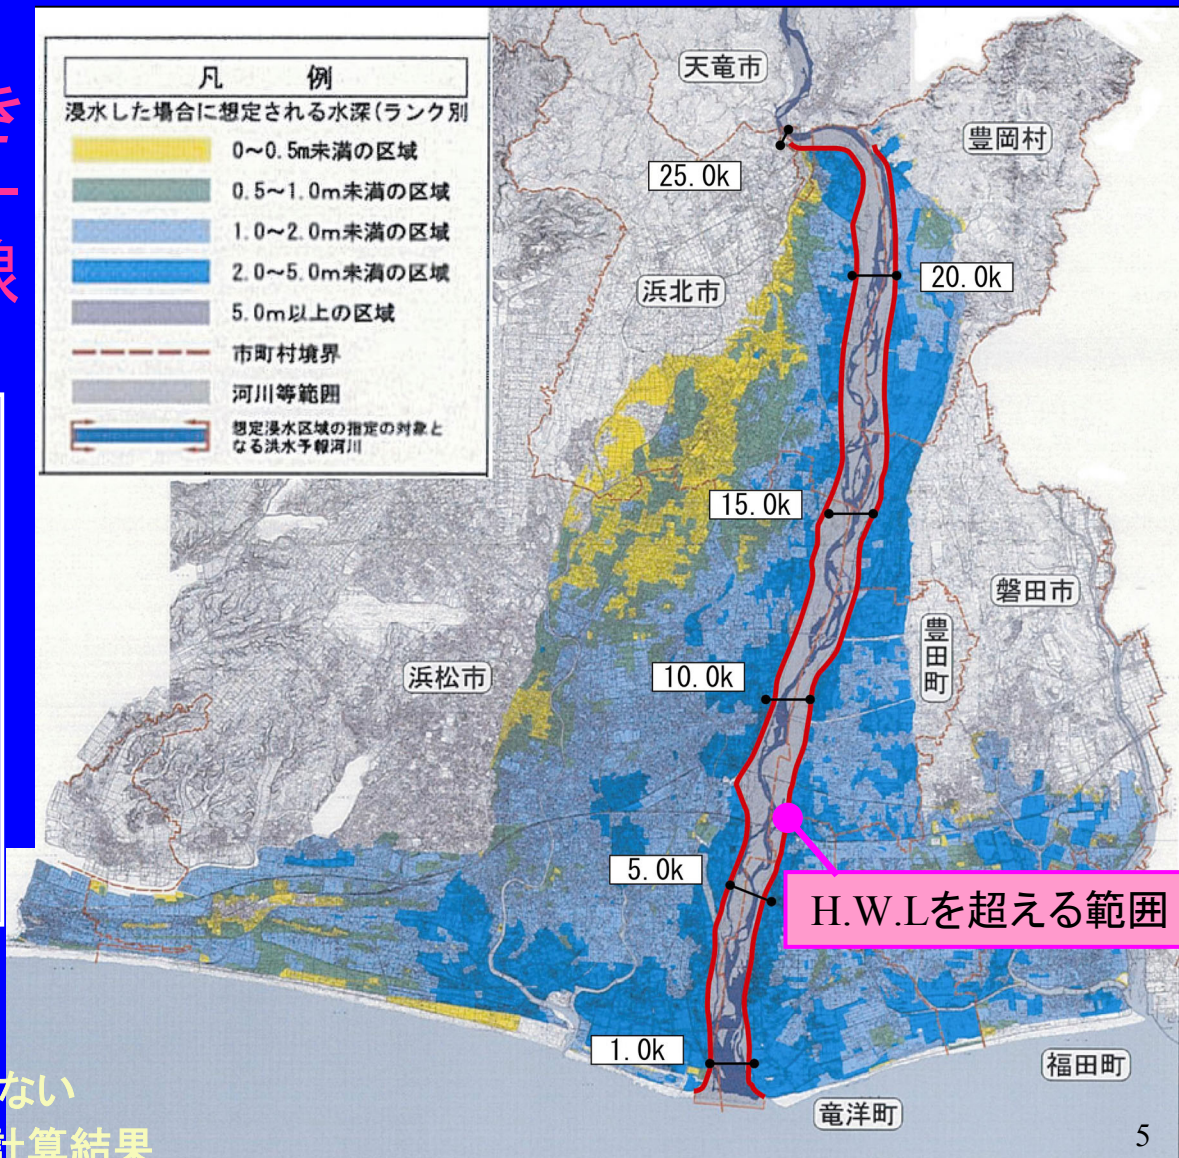 き
ー
線
凡 例
浸水した場合に想定される水深(ランク別
0~0.5m未満の区域
0.5~1.0m未満の区域
1.0~2.0m未満の区域
2.0~5.0m未満の区域
5.0m以上の区域
市町村境界
河川等範囲
想定浸水区域の指定の対象と
なる洪水予報河川
天竜市
豊岡村
25.0k
20.0k
浜北市
15.0k
磐田市
豊田町
浜松市
10.0k
5.0k
H.W.Lを超える範囲
1.0k
福田町
竜洋町
ない
計算結果
5